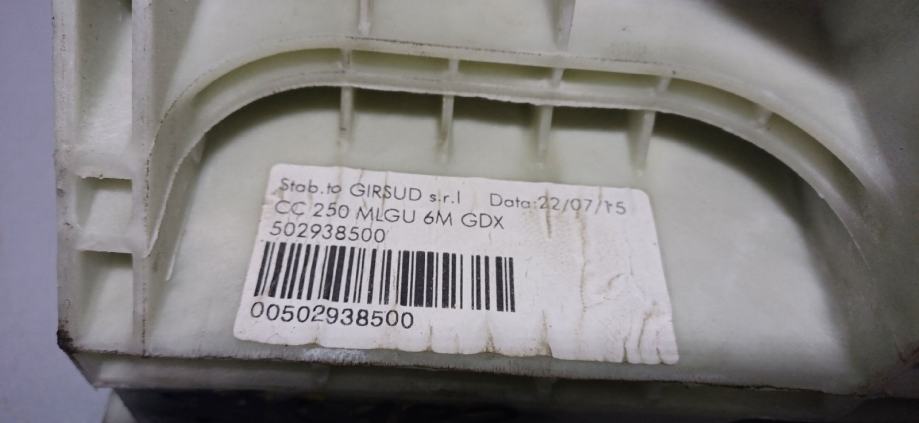 Stab.to GIRSUD s.r.l Data:22/07/15
CC 250 MLGU 6M GDX
502938500
00502938500